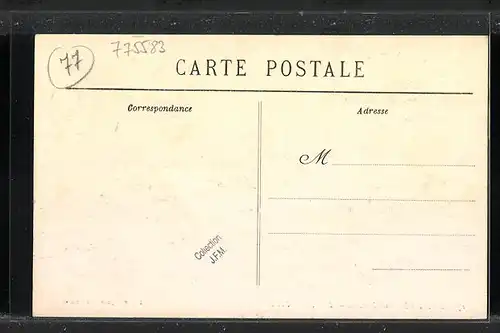 77
775583
CARTE POSTALE
Correspondance
Adresse
M
Collection
J.F.M.